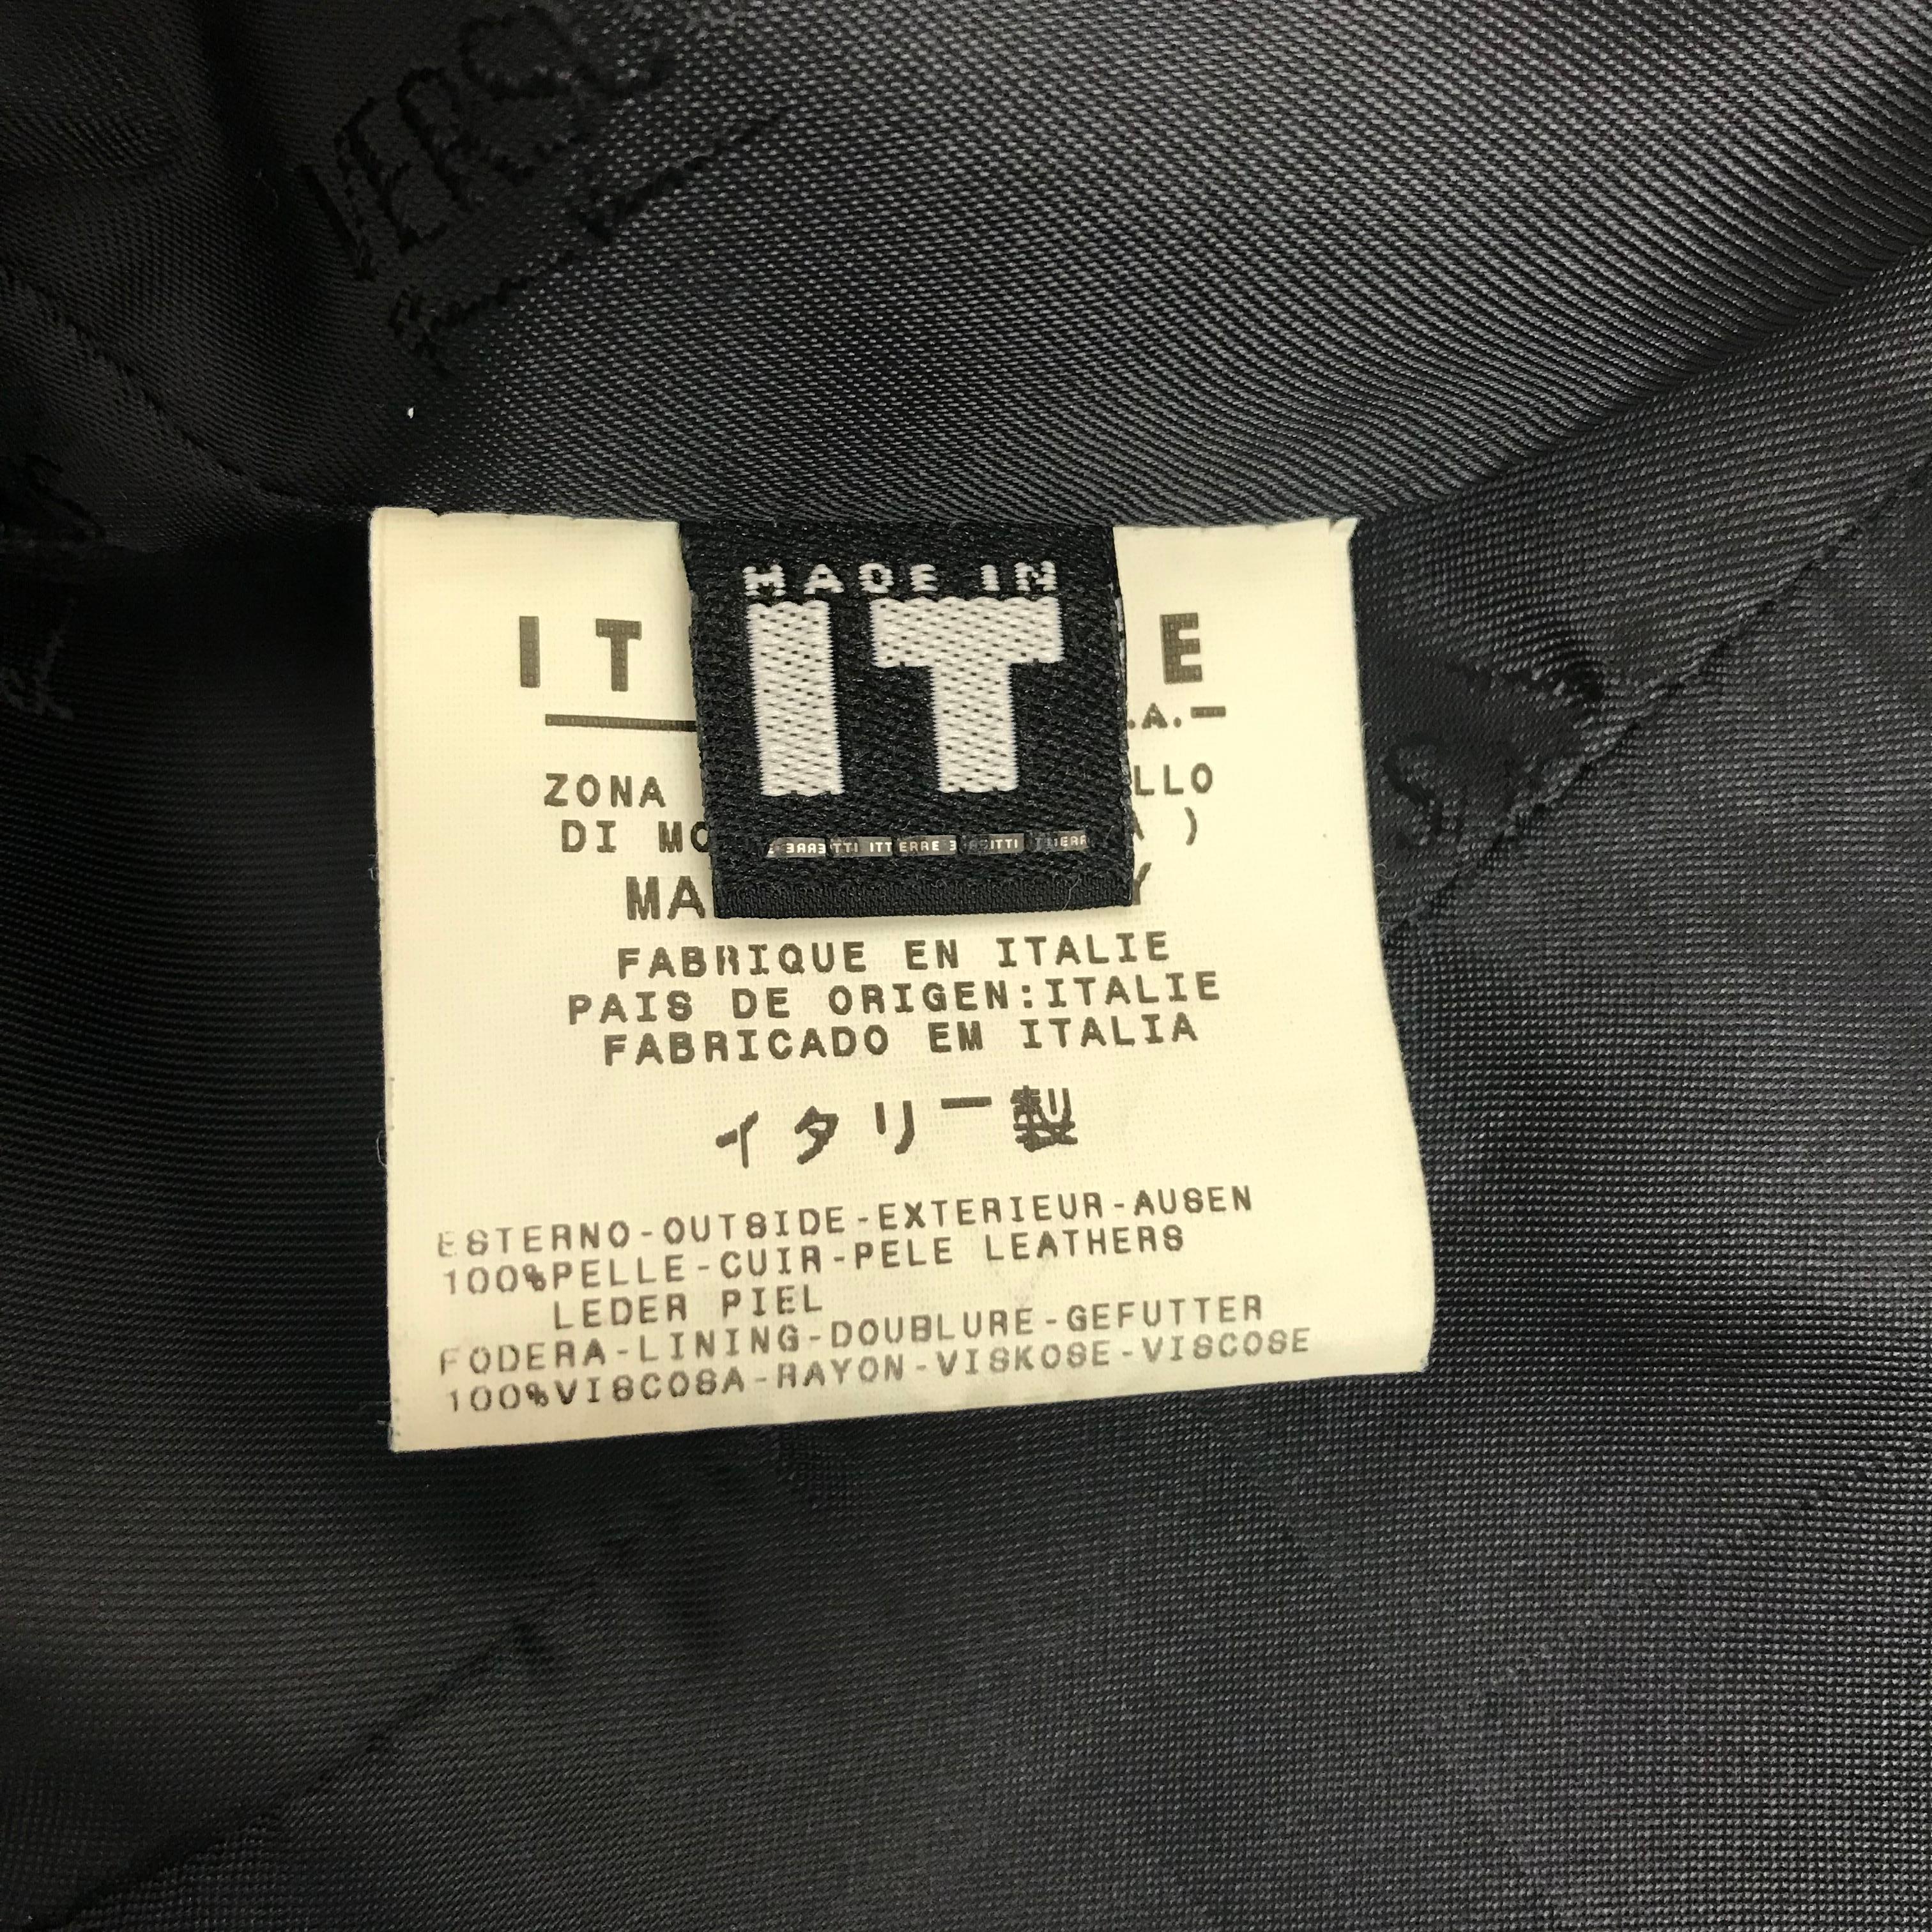 MADE IN
IT
IT E
.A.—
ZONA LLO
DI MO A )
MA Y
FABRIQUE EN ITALIE
PAIS DE ORIGEN:ITALIE
FABRICADO EM ITALIA
イタリー製
ESTERNO-OUTSIDE-EXTERIEUR-AUSEN
100%PELLE-CUIR-PELE LEATHERS
LEDER PIEL
FODERA-LINING-DOUBLURE-GEFUTTER
100%VISCOSA-RAYON-VISKOSE-VISCOSE